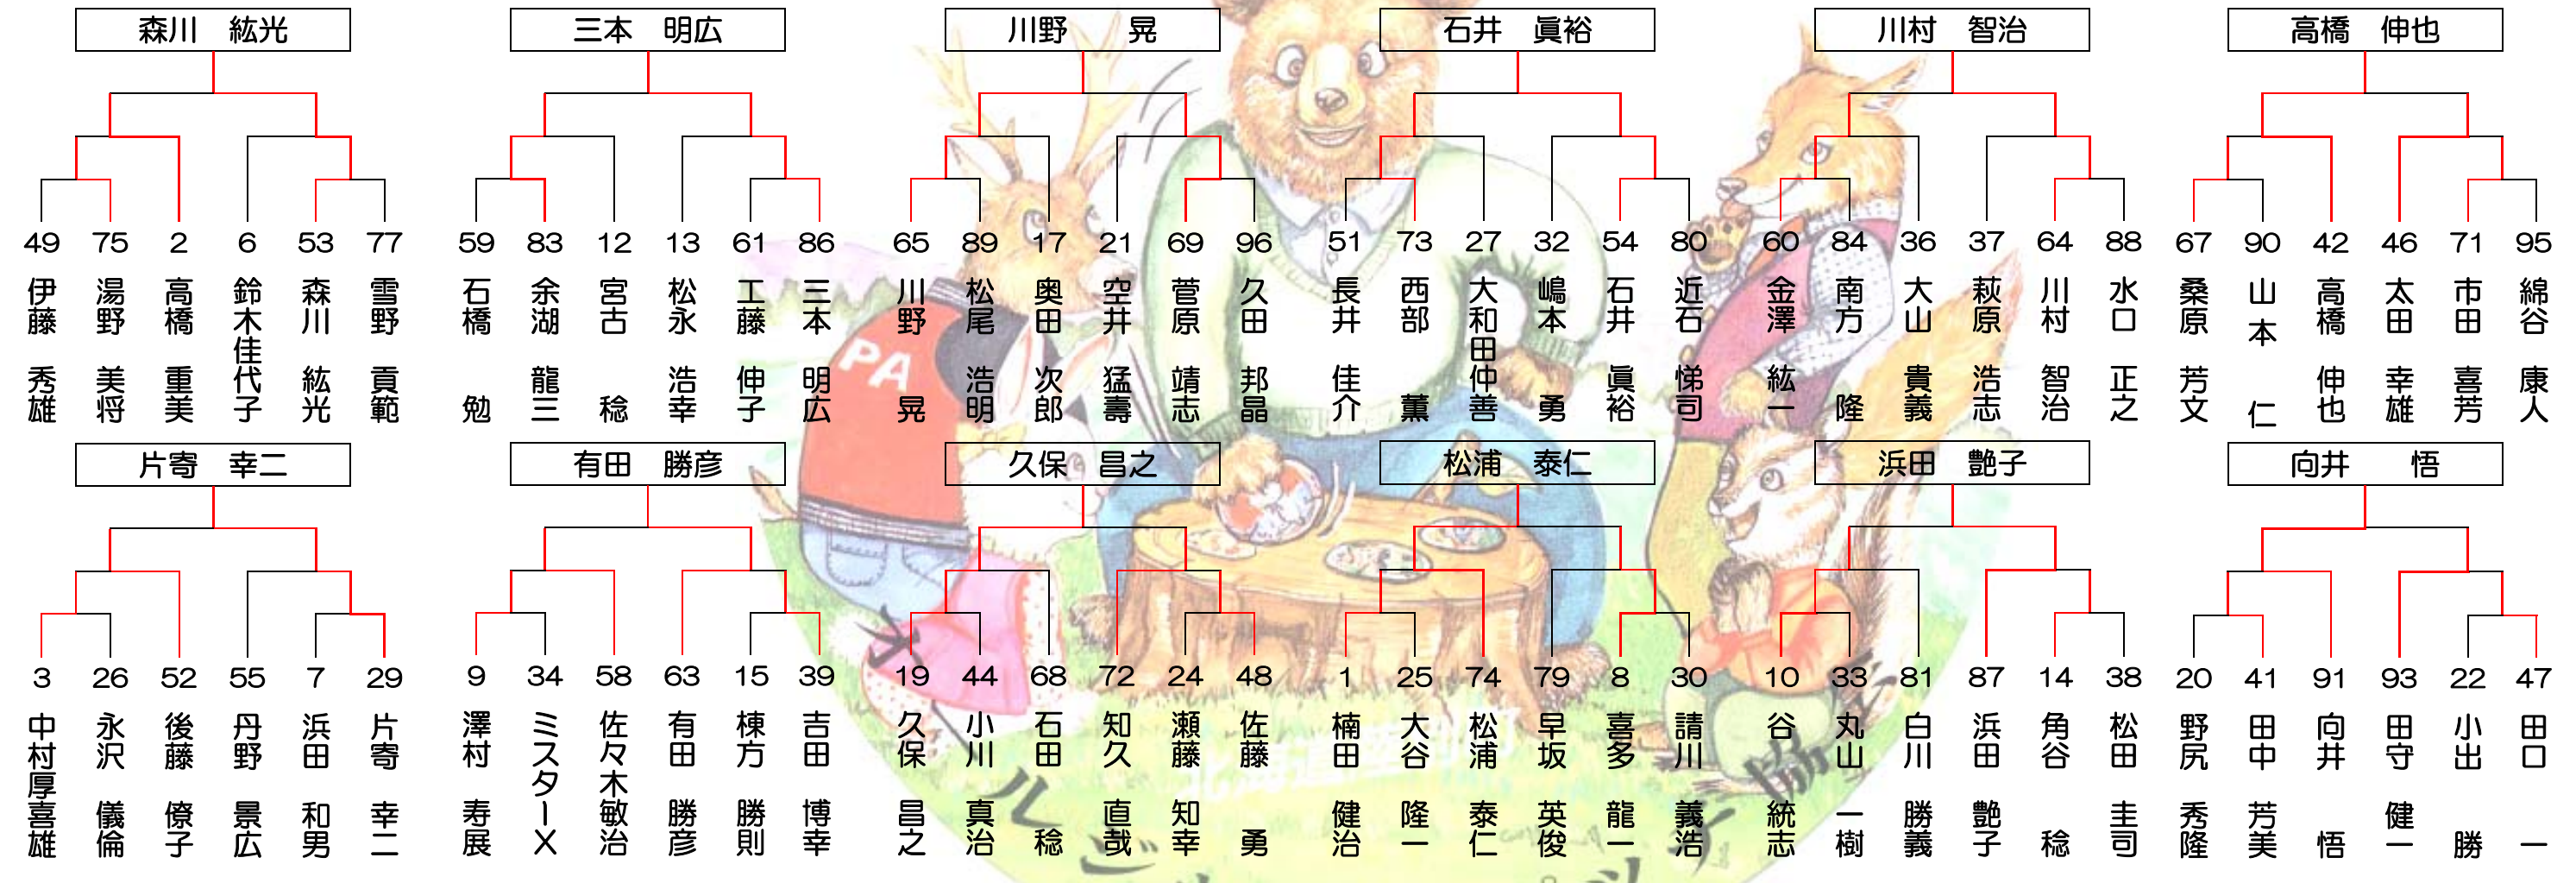 森川　紘光
三本　明広
川野　　晃
石井　眞裕
川村　智治
高橋　伸也
49 75 2 6 53 77
59 83 12 13 61 86
65 89 17 21 69 96
51 73 27 32 54 80
60 84 36 37 64 88
67 90 42 46 71 95
伊藤　秀雄
湯野　美将
高橋　重美
鈴木佳代子
森川　紘光
雪野　貢範
石橋　　勉
余湖　龍三
宮古　　稔
松永　浩幸
工藤　伸子
三本　明広
川野　　晃
松尾　浩明
奥田　次郎
空井　猛壽
菅原　靖志
久田　邦晶
長井　佳介
西部　　薫
大和田仲善
嶋本　　勇
石井　眞裕
近石　悌司
金澤　紘一
南方　　隆
大山　貴義
萩原　浩志
川村　智治
水口　正之
桑原　芳文
山本　　仁
高橋　伸也
太田　幸雄
市田　喜芳
綿谷　康人
PA
片寄　幸二
有田　勝彦
久保　昌之
松浦　泰仁
浜田　艶子
向井　　悟
3 26 52 55 7 29
9 34 58 63 15 39
19 44 68 72 24 48
1 25 74 79 8 30
10 33 81 87 14 38
20 41 91 93 22 47
中村厚喜雄
永沢　儀倫
後藤　僚子
丹野　景広
浜田　和男
片寄　幸二
澤村　寿展
ミスターX
佐々木敏治
有田　勝彦
棟方　勝則
吉田　博幸
久保　昌之
小川　真治
石田　　稔
知久　直哉
瀬藤　知幸
佐藤　　勇
楠田　健治
大谷　隆一
松浦　泰仁
早坂　英俊
喜多　龍一
請川　義浩
谷　　統志
丸山　一樹
白川　勝義
浜田　艶子
角谷　　稔
松田　圭司
野尻　秀隆
田中　芳美
向井　　悟
田守　健一
小出　　勝
田口　　一